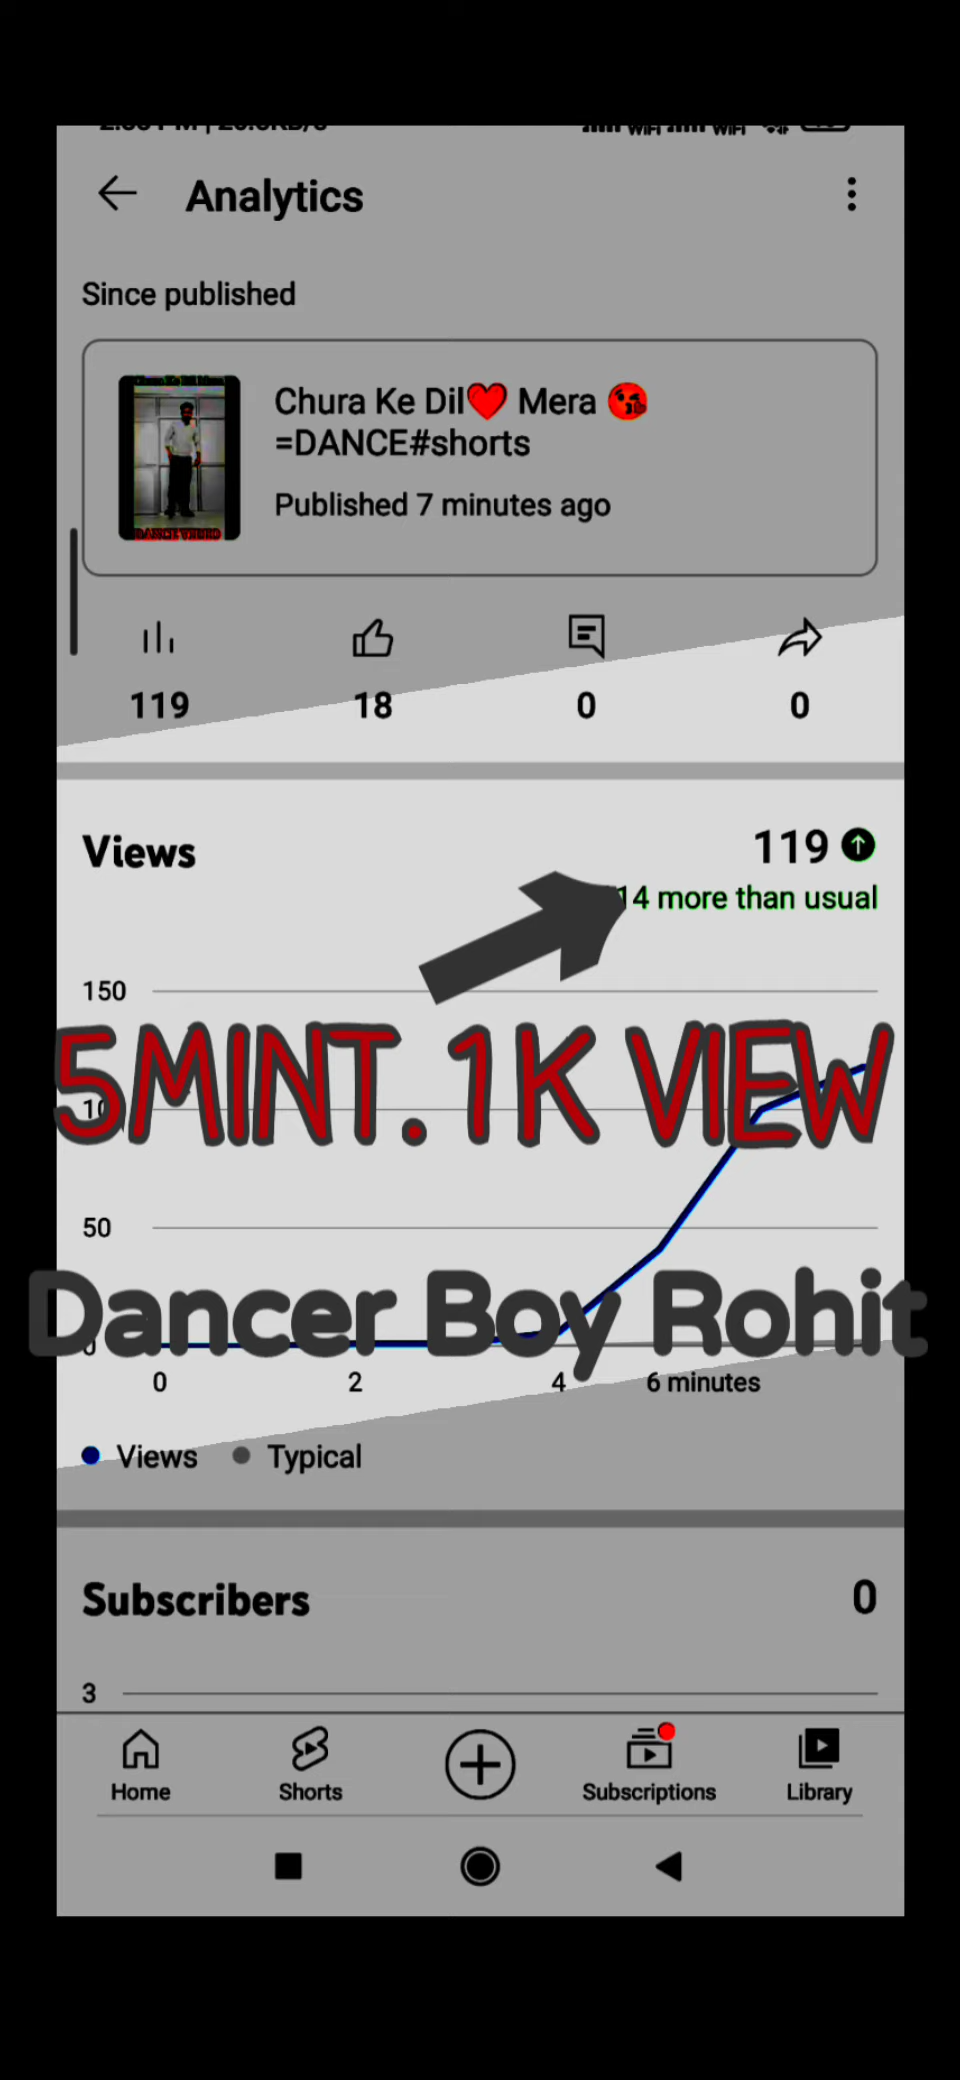 Analytics
Since published
Chura Ke Dil❤️ Mera 😘
=DANCE#shorts
Published 7 minutes ago
119 18 0 0
Views 119
14 more than usual
150
5MINT.1K VIEW
50
Dancer Boy Rohit
0
0 2 4 6 minutes
Views Typical
Subscribers 0
3
Home Shorts Subscriptions Library